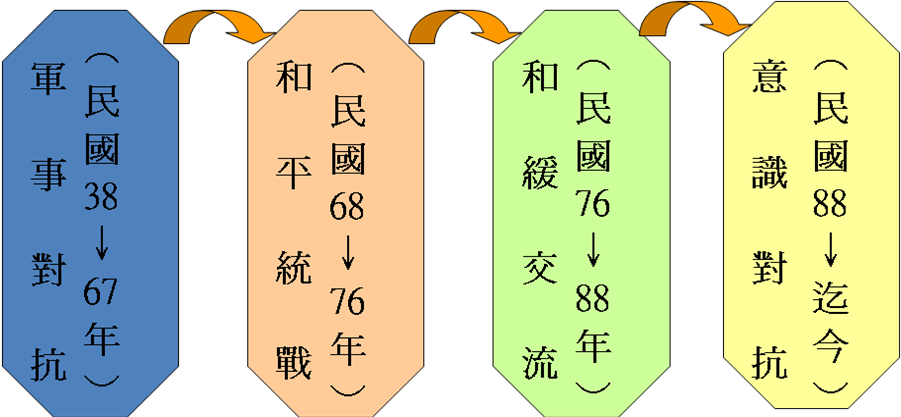 軍事對抗
（民國38→67年）
和平統戰
（民國68→76年）
和緩交流
（民國76→88年）
意識對抗
（民國88→迄今）